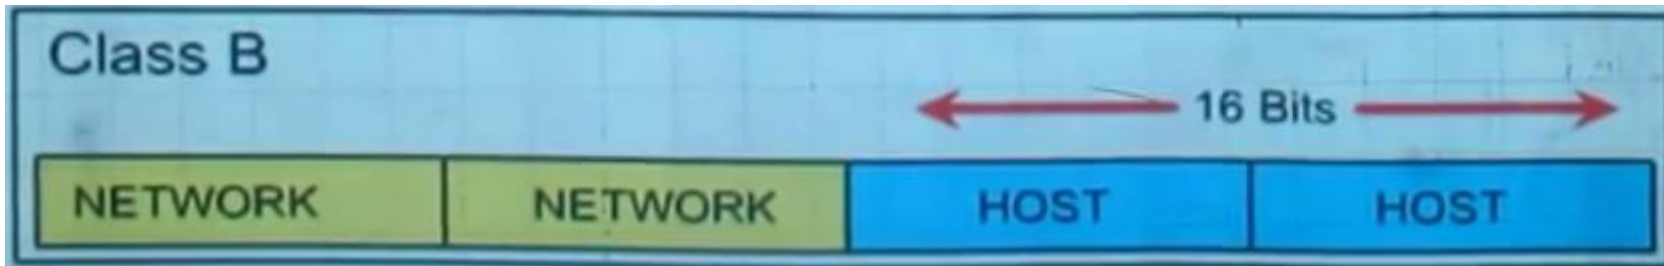 Class B
16 Bits
NETWORK NETWORK HOST HOST